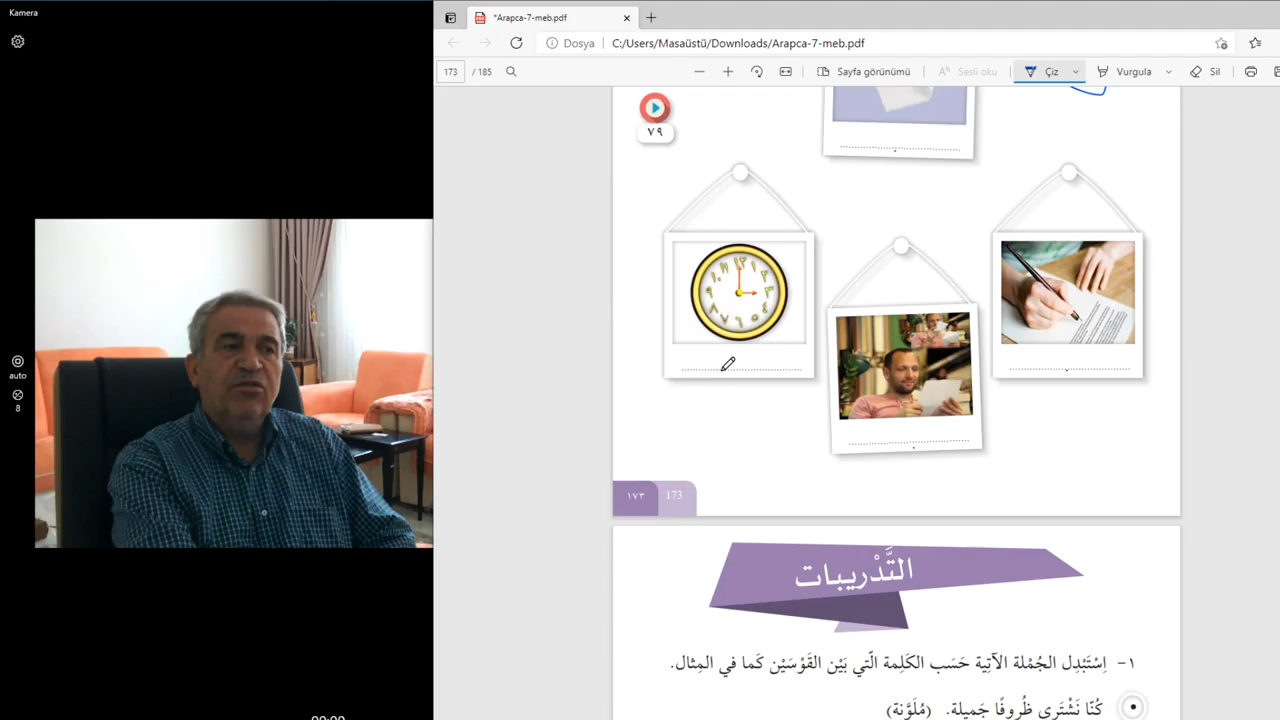 Kamera
*Arapca-7-meb.pdf
Dosya
C:/Users/Masaüstü/Downloads/Arapca-7-meb.pdf
173
/ 185
Sayfa görünümü
Sesli oku
Çiz
Vurgula
Sil
٧٩
auto
8
١٧٣
173
التَّدْريبات
١- اِسْتَبْدِل الجُمْلة الآتِية حَسَب الكَلِمة الَّتي بَيْن القَوْسَيْن كَما في المِثال.
كُنّا نَشْتَري ظُروفًا جَميلة. (مُلَوَّنة)